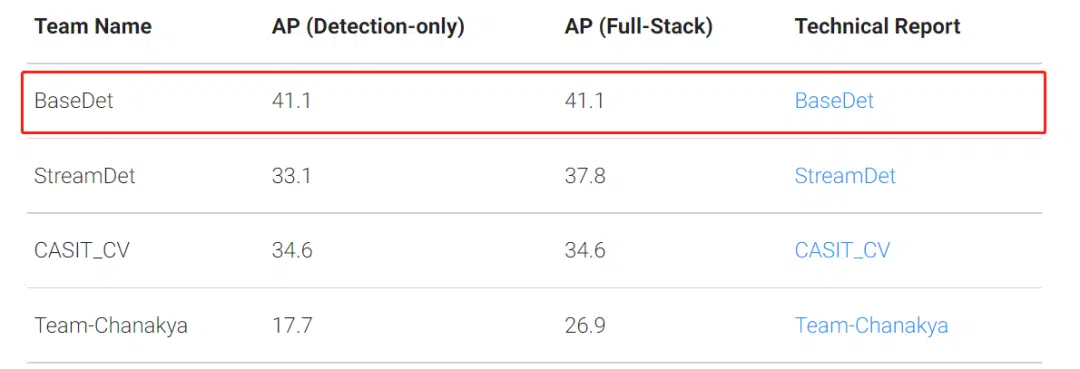 Team Name AP (Detection-only) AP (Full-Stack) Technical Report
BaseDet 41.1 41.1 BaseDet
StreamDet 33.1 37.8 StreamDet
CASIT_CV 34.6 34.6 CASIT_CV
Team-Chanakya 17.7 26.9 Team-Chanakya